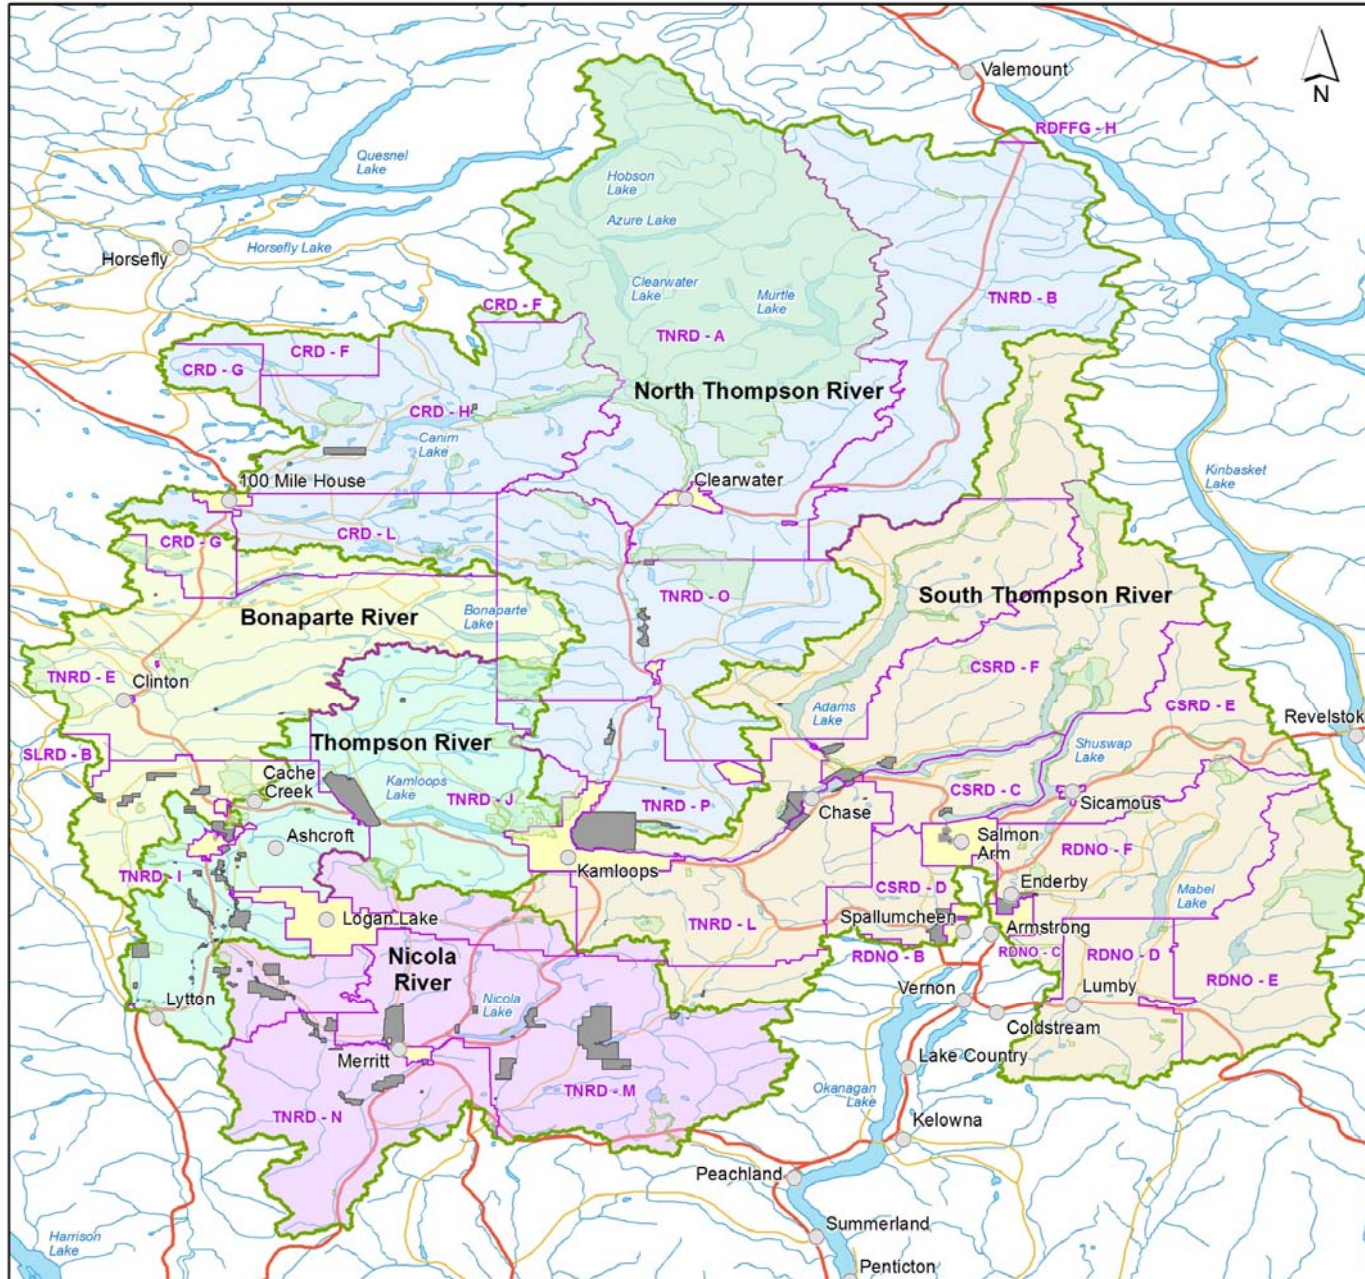 Valemount
N
RDFFG - H
Quesnel
Lake
Hobson
Lake
Azure Lake
Horsefly
Horsefly Lake
Clearwater
Lake
Murtle
Lake
TNRD - B
CRD - F
TNRD - A
CRD - F
CRD - G
North Thompson River
CRD - H
Canim
Lake
Kinbasket
Lake
100 Mile House
Clearwater
CRD - L
CRD - G
TNRD - O
South Thompson River
Bonaparte River
Bonaparte
Lake
CSRD - F
TNRD - E
Clinton
Adams
Lake
CSRD - E
Revelstok
SLRD - B
Thompson River
Shuswap
Lake
Cache
Creek
Kamloops
Lake
TNRD - J
TNRD - P
CSRD - C
Sicamous
Chase
Ashcroft
Salmon
Arm
RDNO - F
Kamloops
TNRD - I
CSRD - D
Enderby
Mabel
Lake
Logan Lake
TNRD - L
Spallumcheen
Armstrong
Nicola
River
RDNO - B
RDNO - C
RDNO - D
RDNO - E
Lytton
Nicola
Lake
Vernon
Lumby
Coldstream
Merritt
Lake Country
TNRD - M
Okanagan
Lake
TNRD - N
Kelowna
Peachland
Summerland
Harrison
Lake
Penticton